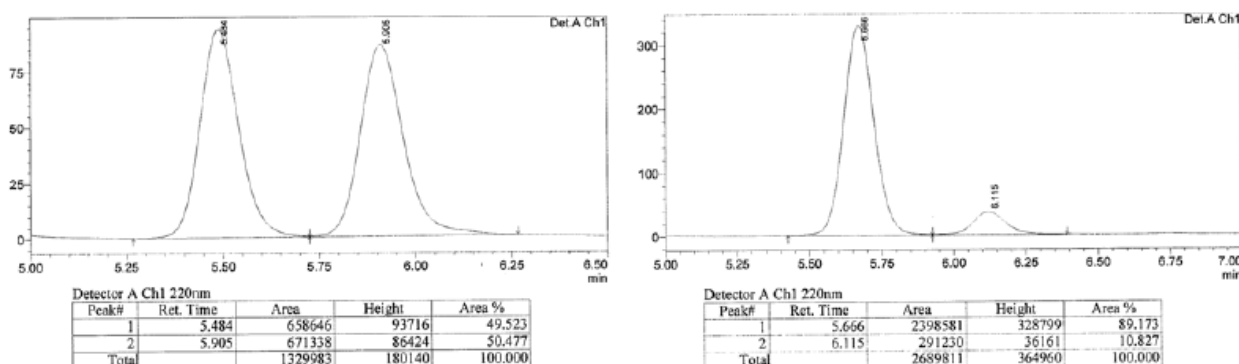 Det.A Ch1
5.484
5.905
75
50
25
0
5.00 5.25 5.50 5.75 6.00 6.25 6.50
min
Detector A Ch1 220nm
Peak# Ret. Time Area Height Area %
1 5.484 658646 93716 49.523
2 5.905 671338 86424 50.477
Total 1329983 180140 100.000
Det.A Ch1
5.666
6.115
300
200
100
0
5.00 5.25 5.50 5.75 6.00 6.25 6.50 6.75 7.00
min
Detector A Ch1 220nm
Peak# Ret. Time Area Height Area %
1 5.666 2398581 328799 89.173
2 6.115 291230 36161 10.827
Total 2689811 364960 100.000